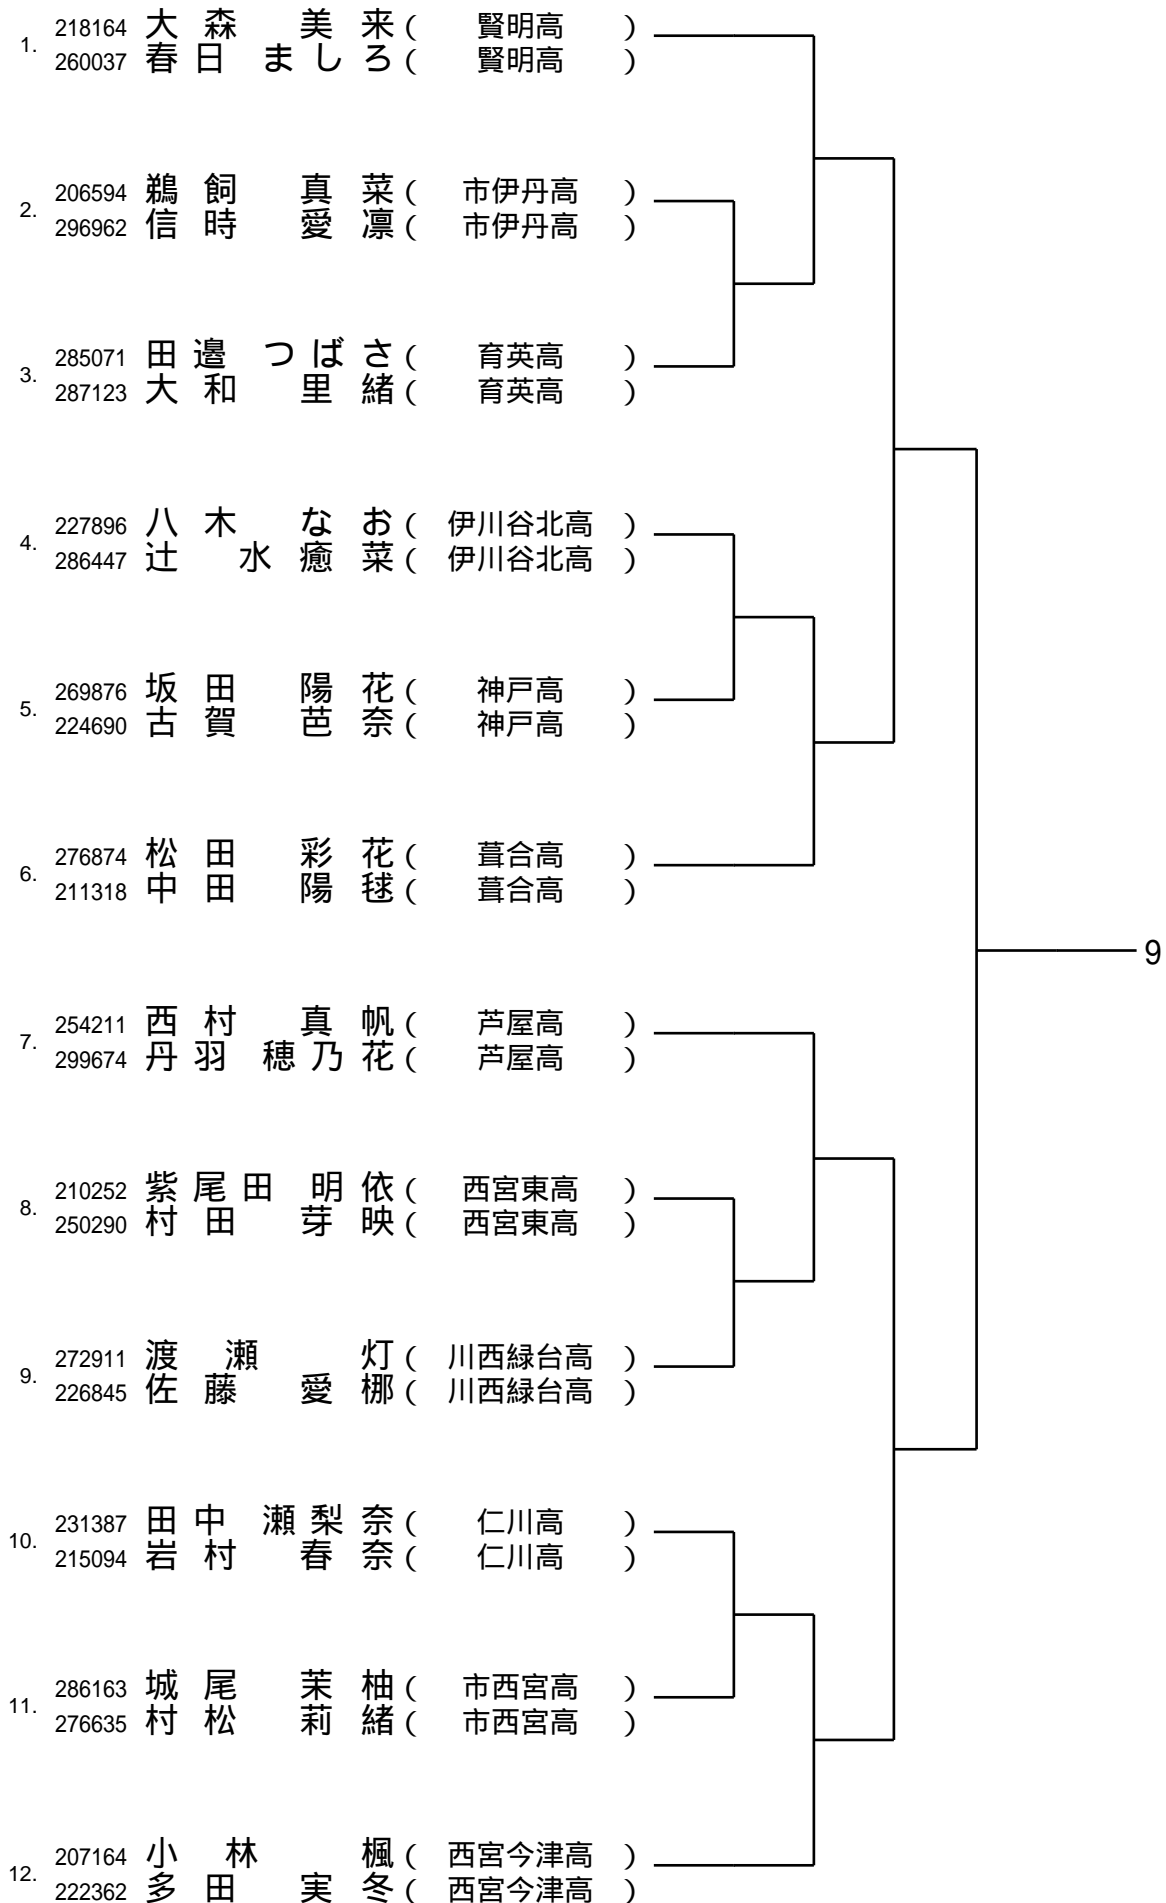 1. 218164 大森 美来 ( 賢明高 )
260037 春日 ましろ ( 賢明高 )
2. 206594 鵜飼 真菜 ( 市伊丹高 )
296962 信時 愛凛 ( 市伊丹高 )
3. 285071 田邉 つばさ ( 育英高 )
287123 大和 里緒 ( 育英高 )
4. 227896 八木 なお ( 伊川谷北高 )
286447 辻 水癒菜 ( 伊川谷北高 )
5. 269876 坂田 陽花 ( 神戸高 )
224690 古賀 芭奈 ( 神戸高 )
6. 276874 松田 彩花 ( 葺合高 )
211318 中田 陽毬 ( 葺合高 )
9
7. 254211 西村 真帆 ( 芦屋高 )
299674 丹羽 穂乃花 ( 芦屋高 )
8. 210252 紫尾田 明依 ( 西宮東高 )
250290 村田 芽映 ( 西宮東高 )
9. 272911 渡瀬 灯 ( 川西緑台高 )
226845 佐藤 愛梛 ( 川西緑台高 )
10. 231387 田中 瀬梨奈 ( 仁川高 )
215094 岩村 春奈 ( 仁川高 )
11. 286163 城尾 茉柚 ( 市西宮高 )
276635 村松 莉緒 ( 市西宮高 )
12. 207164 小林 楓 ( 西宮今津高 )
222362 多田 実冬 ( 西宮今津高 )